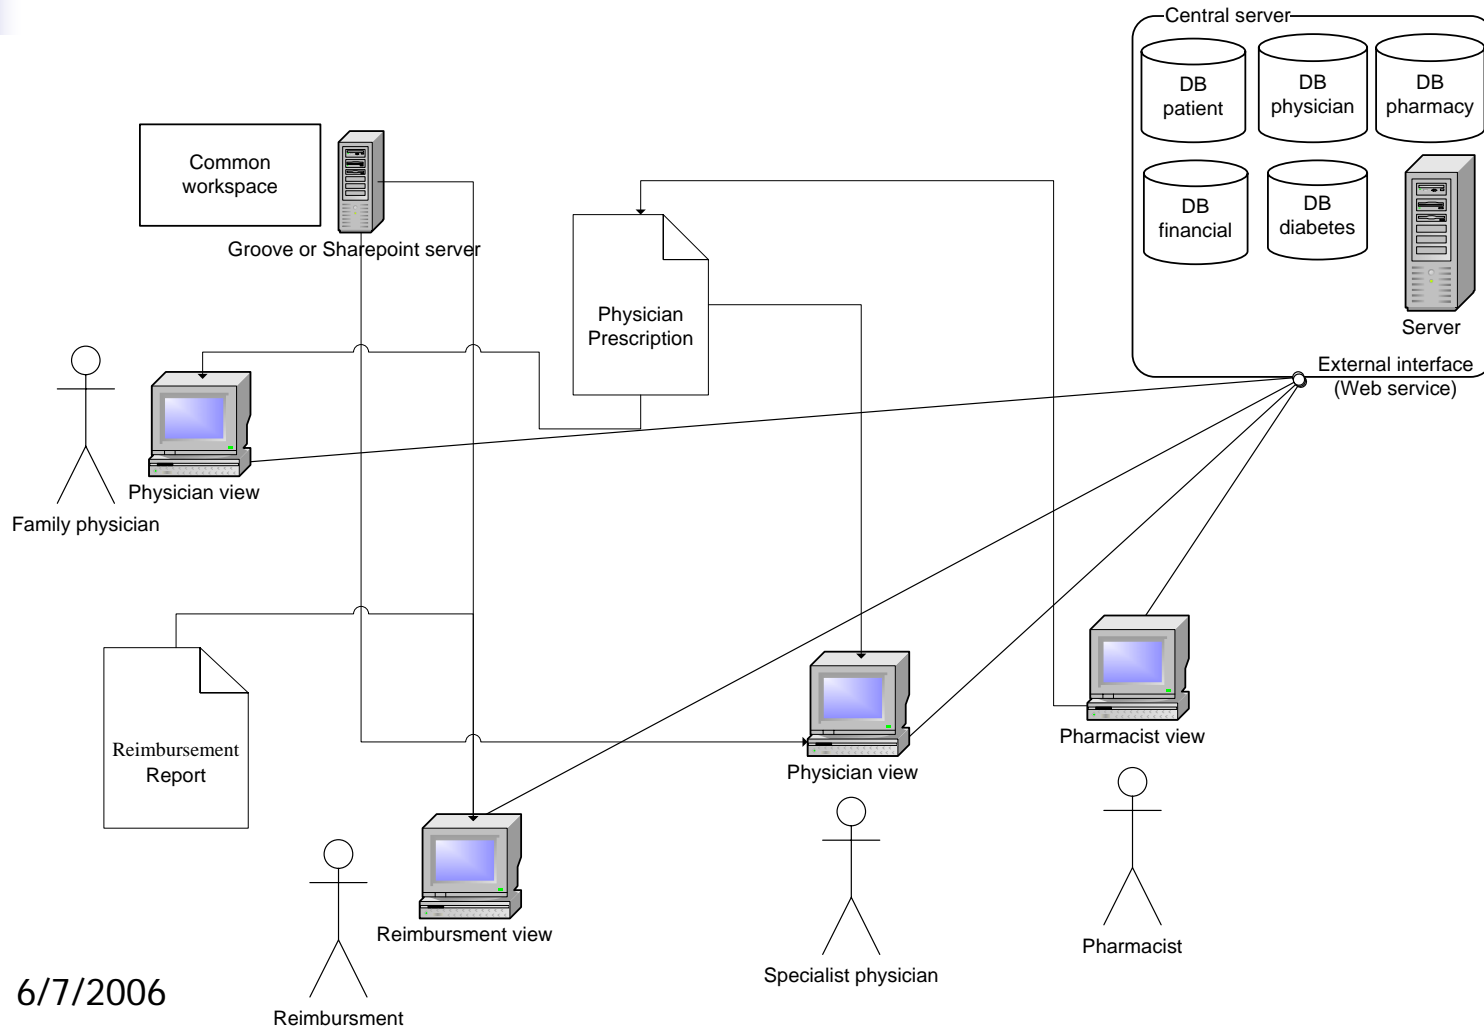 Central server
DB
patient
DB
physician
DB
pharmacy
Common
workspace
DB
financial
DB
diabetes
Groove or Sharepoint server
Physician
Prescription
Server
External interface
(Web service)
Physician view
Family physician
Reimbursement
Report
Pharmacist view
Physician view
Reimbursment view
Pharmacist
Specialist physician
6/7/2006
Reimbursment